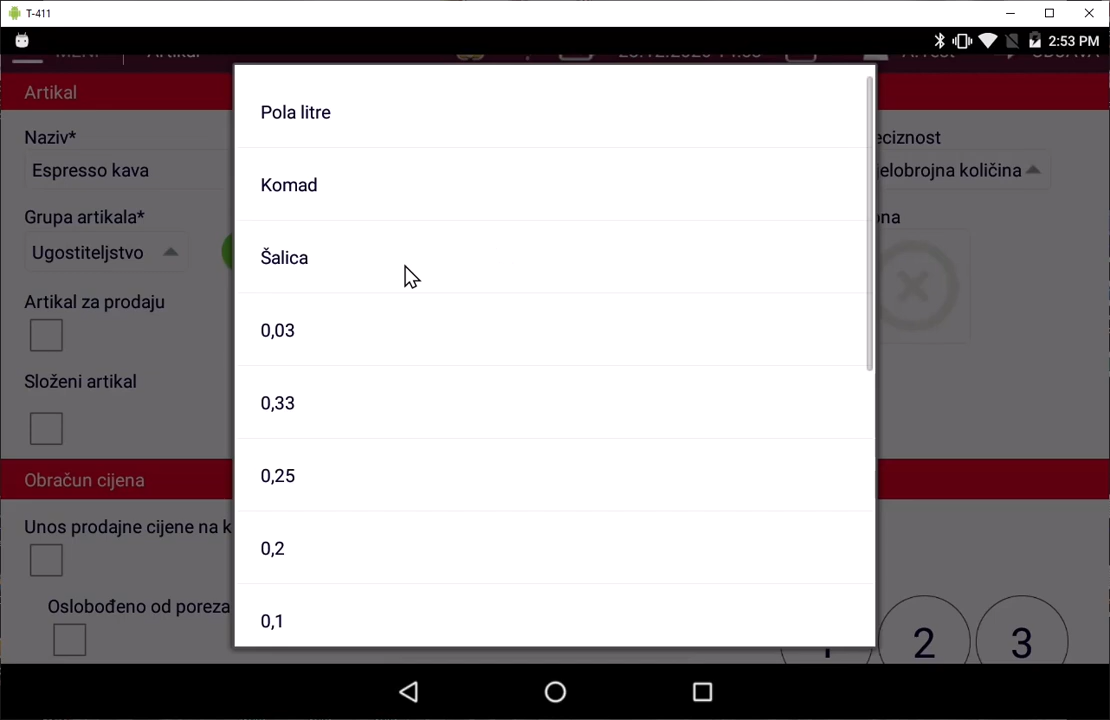 T-411
2:53 PM
Artikal
Naziv*
eciznost
Espresso kava
jelobrojna količina
Grupa artikala*
ona
Ugostiteljstvo
Artikal za prodaju
Složeni artikal
Obračun cijena
Unos prodajne cijene na k
Oslobođeno od poreza
Pola litre
Komad
Šalica
0,03
0,33
0,25
0,2
0,1
2
3